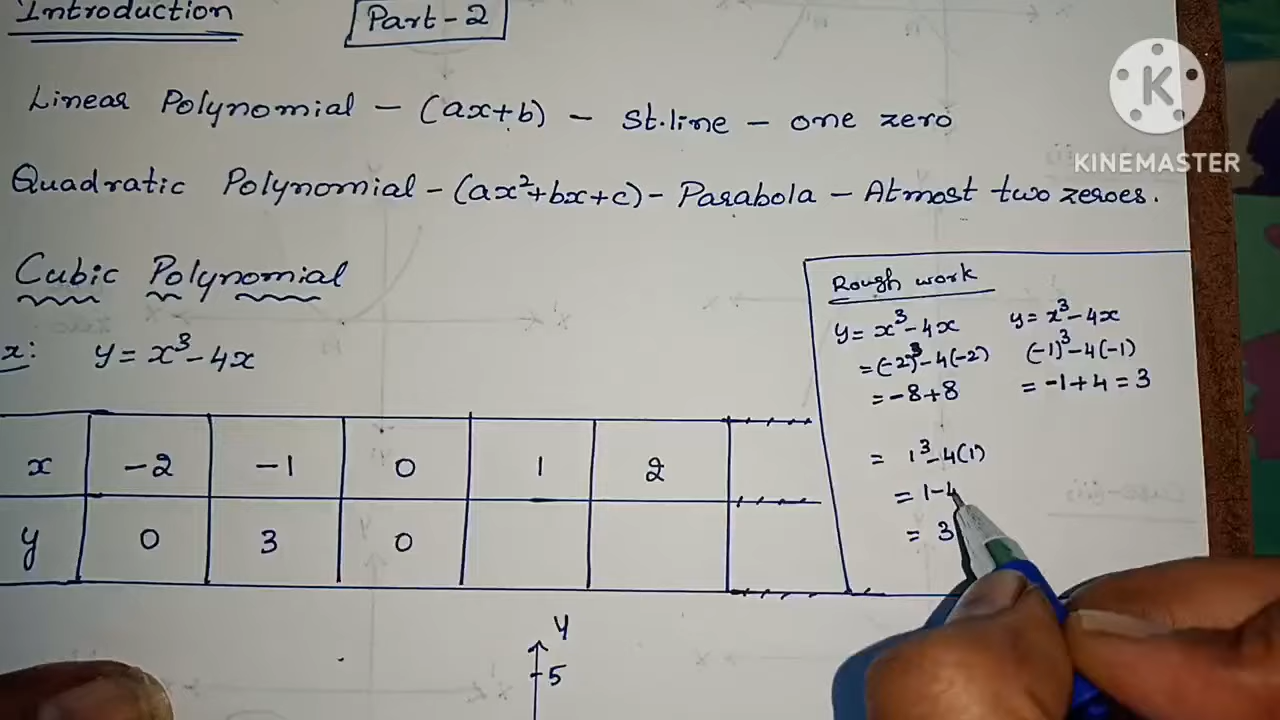 Introduction
Part-2
Linear Polynomial - (ax+b) - St.line - one zero
Quadratic Polynomial - (ax²+bx+c) - Parabola - Atmost two zeroes.
Cubic Polynomial
x: y = x³-4x
x -2 -1 0 1 2
y 0 3 0
Rough work
y = x³-4x
= (-2)³-4(-2)
= -8+8
y = x³-4x
(-1)³-4(-1)
= -1+4 = 3
= 1³-4(1)
= 1-4
= 3
Y
5
K
KINEMASTER